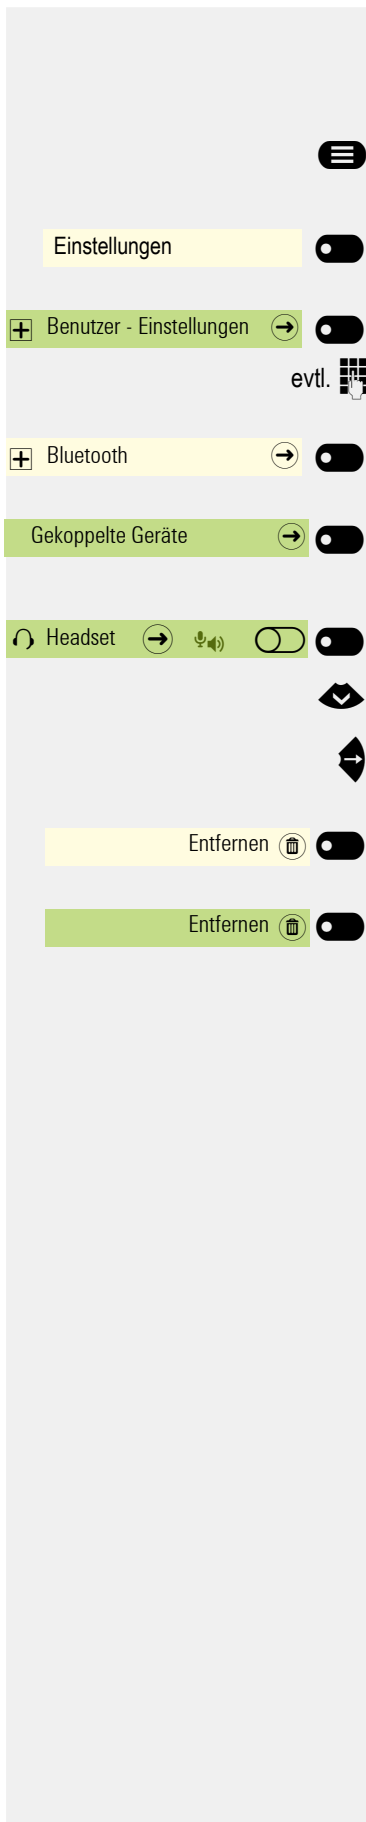 Einstellungen
Benutzer - Einstellungen
evtl.
Bluetooth
Gekoppelte Geräte
Headset
Entfernen
Entfernen